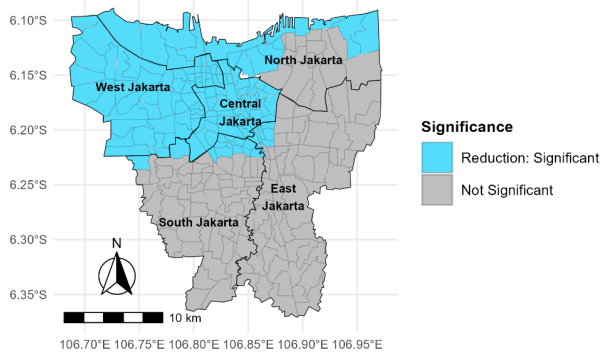 6.10°S
6.15°S
6.20°S
6.25°S
6.30°S
6.35°S
North Jakarta
West Jakarta
Central
Jakarta
East
Jakarta
South Jakarta
N
10 km
106.70°E
106.75°E
106.80°E
106.85°E
106.90°E
106.95°E
Significance
Reduction: Significant
Not Significant